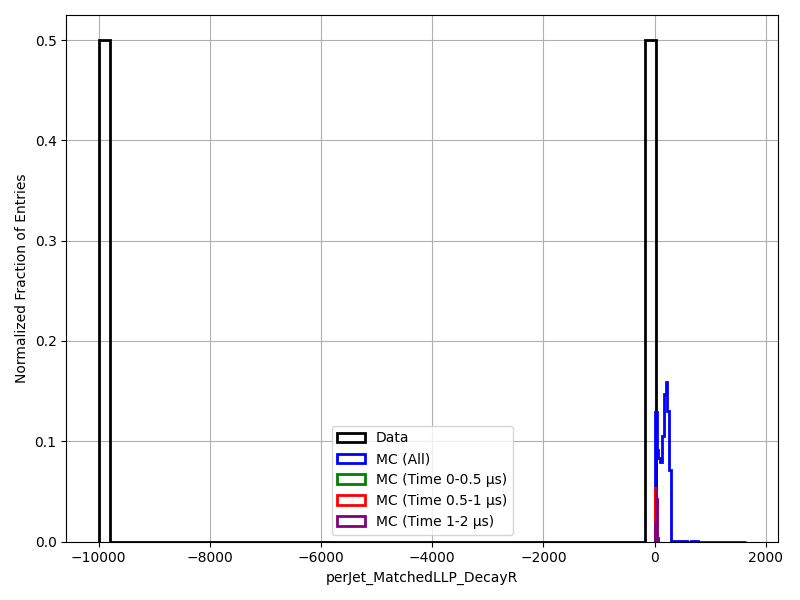 0.5
0.4
0.3
0.2
0.1
0.0
Normalized Fraction of Entries
Data
MC (All)
MC (Time 0-0.5 μs)
MC (Time 0.5-1 μs)
MC (Time 1-2 μs)
−10000 −8000 −6000 −4000 −2000 0 2000
perJet_MatchedLLP_DecayR